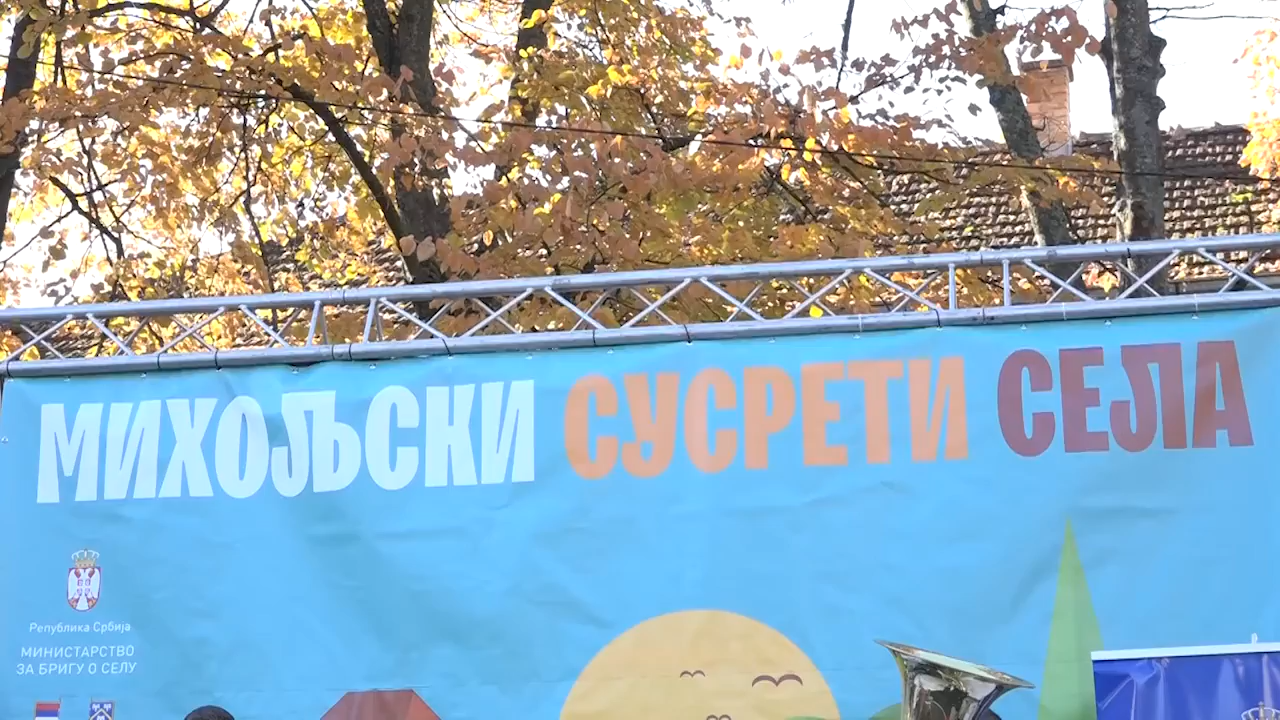 МИХОЉСКИ СУСРЕТИ СЕЛА
Република Србија
МИНИСТАРСТВО
ЗА БРИГУ О СЕЛУ